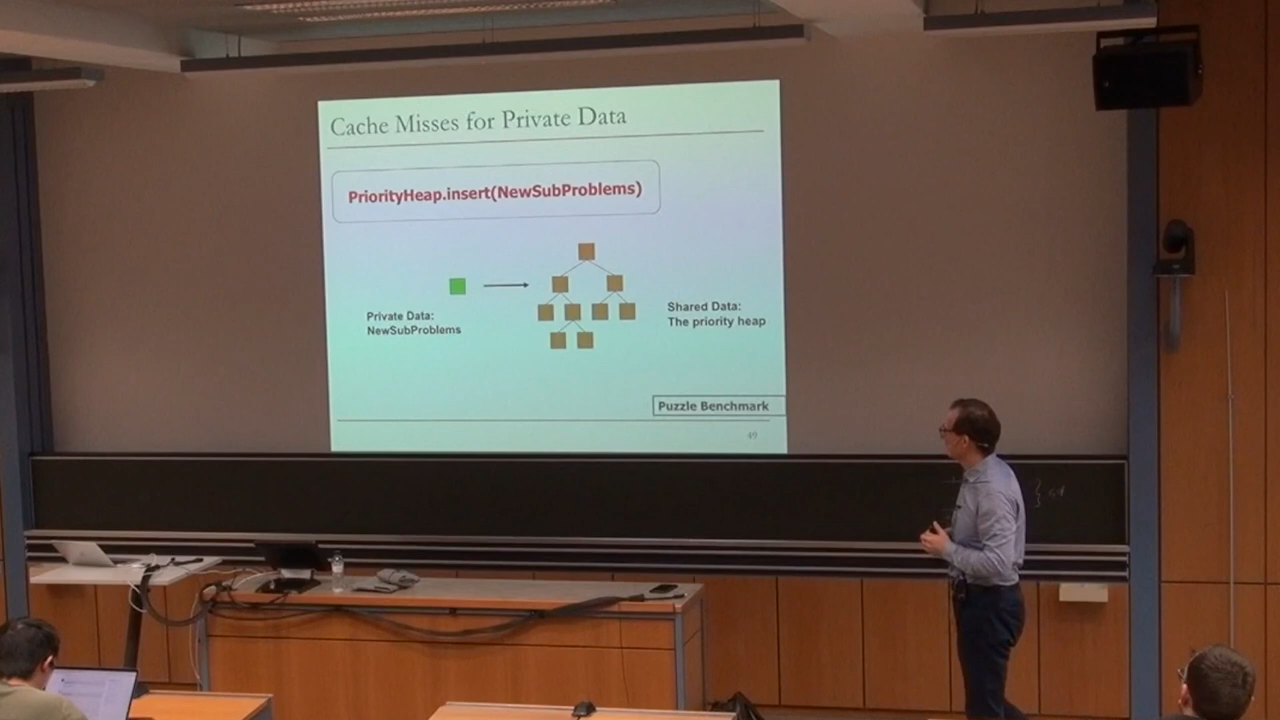 Cache Misses for Private Data
PriorityHeap.insert(NewSubProblems)
Private Data:
NewSubProblems
Shared Data:
The priority heap
Puzzle Benchmark
49